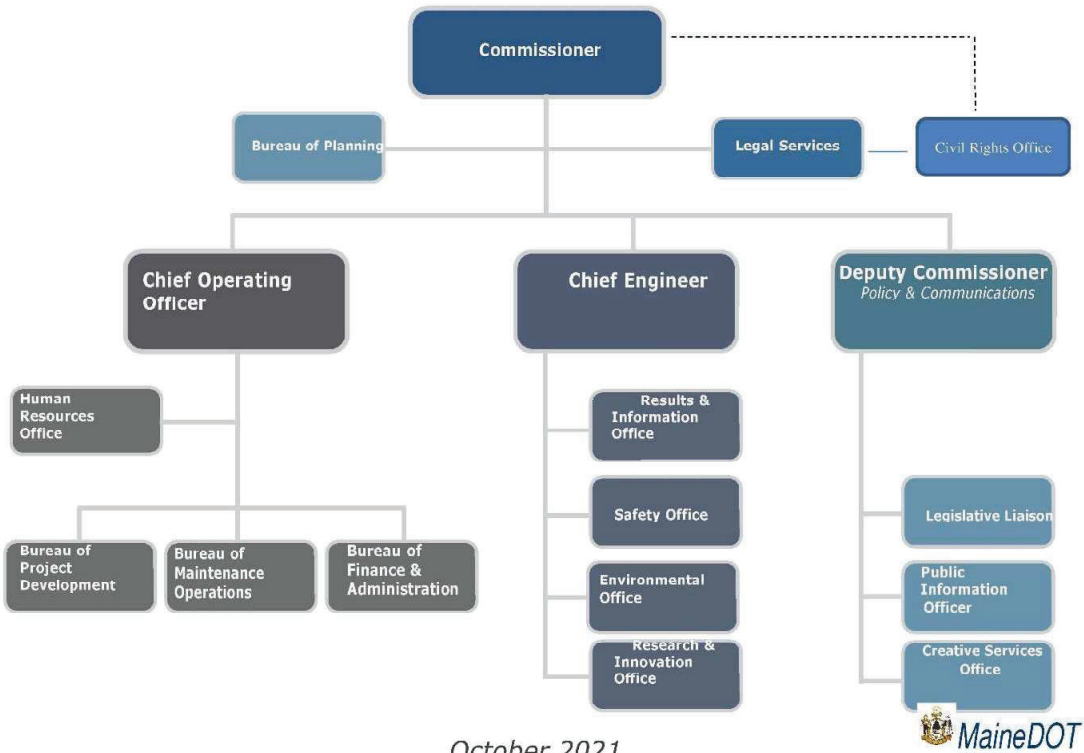 Commissioner
Bureau of Planning
Legal Services
Civil Rights Office
Chief Operating
Officer
Chief Engineer
Deputy Commissioner
Policy & Communications
Human
Resources
Office
Results &
Information
Office
Safety Office
Legislative Liaison
Bureau of
Project
Development
Bureau of
Maintenance
Operations
Bureau of
Finance &
Administration
Environmental
Office
Public
Information
Officer
Research &
Innovation
Office
Creative Services
Office
October 2021
MaineDOT